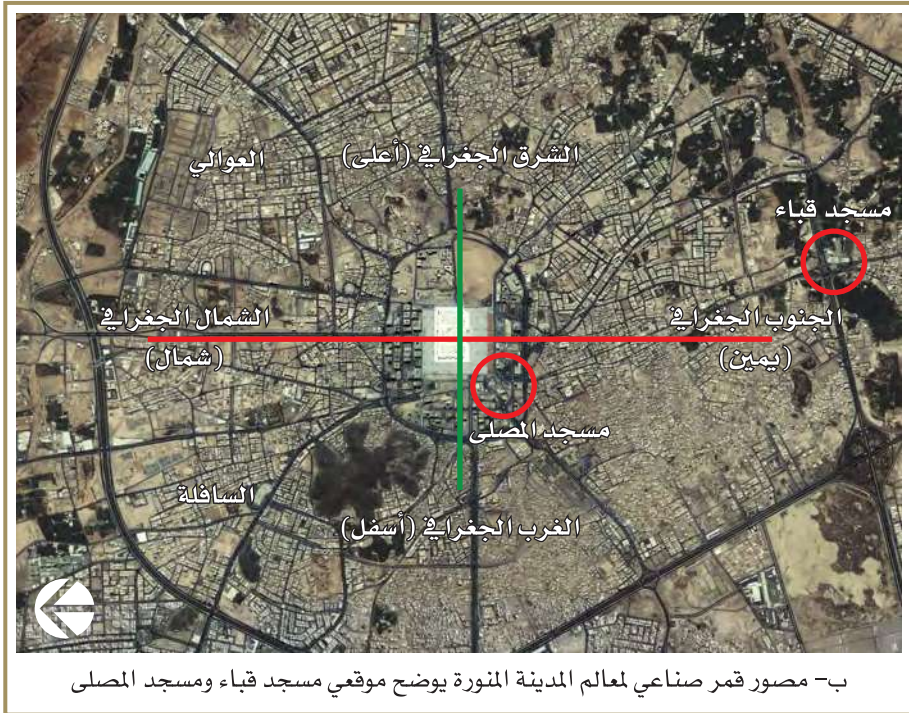 الشرق الجغرافي (أعلى)
العوالي
مسجد قباء
الشمال الجغرافي
(شمال)
الجنوب الجغرافي
(يمين)
مسجد المصلى
السافلة
الغرب الجغرافي (أسفل)
ب- مصور قمر صناعي لمعالم المدينة المنورة يوضح موقعي مسجد قباء ومسجد المصلى